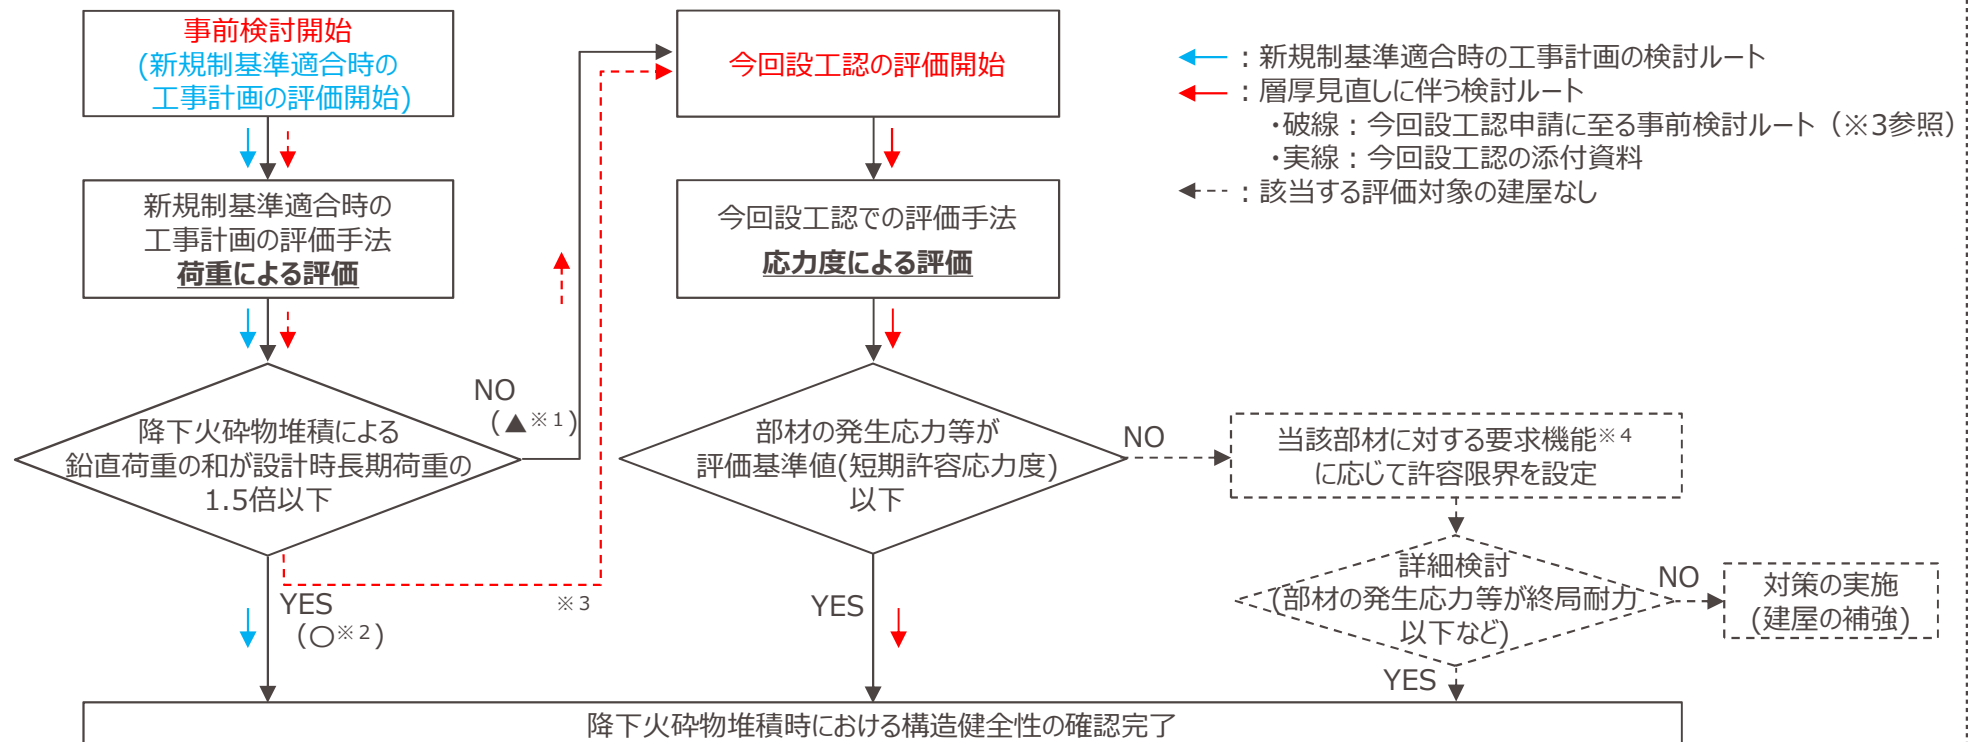 事前検討開始
(新規制基準適合時の
工事計画の評価開始)
新規制基準適合時の
工事計画の評価手法
荷重による評価
降下火砕物堆積による
鉛直荷重の和が設計時長期荷重の
1.5倍以下
NO
(▲※1)
YES
(○※2)
※3
今回設工認の評価開始
今回設工認での評価手法
応力度による評価
部材の発生応力等が
評価基準値(短期許容応力度)
以下
NO
YES
：新規制基準適合時の工事計画の検討ルート
：層厚見直しに伴う検討ルート
・破線：今回設工認申請に至る事前検討ルート（※3参照）
・実線：今回設工認の添付資料
：該当する評価対象の建屋なし
当該部材に対する要求機能※4
に応じて許容限界を設定
詳細検討
(部材の発生応力等が終局耐力
以下など)
NO
YES
対策の実施
(建屋の補強)
降下火砕物堆積時における構造健全性の確認完了